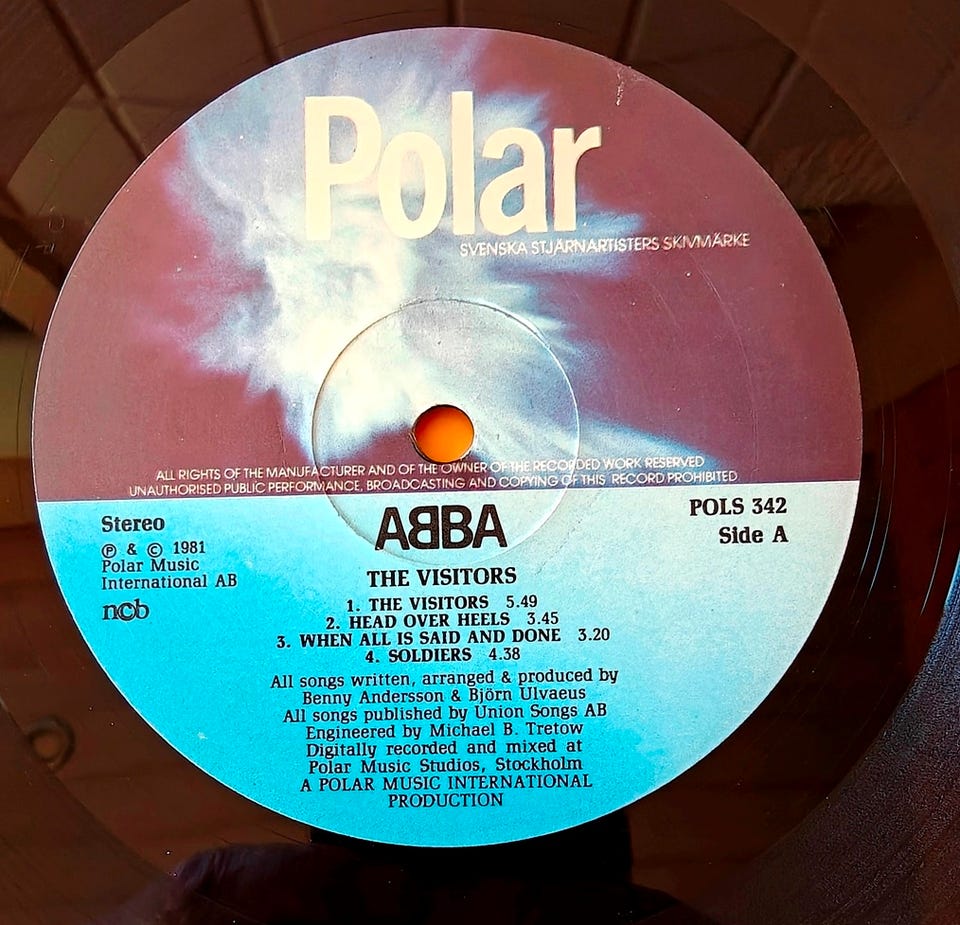 Polar
SVENSKA STJÄRNARTISTERS SKIVMÄRKE
ALL RIGHTS OF THE MANUFACTURER AND OF THE OWNER OF THE RECORDED WORK RESERVED
UNAUTHORISED PUBLIC PERFORMANCE, BROADCASTING AND COPYING OF THIS RECORD PROHIBITED
Stereo
℗ & © 1981
Polar Music
International AB
ncb
ABBA
POLS 342
Side A
THE VISITORS
1. THE VISITORS 5.49
2. HEAD OVER HEELS 3.45
3. WHEN ALL IS SAID AND DONE 3.20
4. SOLDIERS 4.38
All songs written, arranged & produced by
Benny Andersson & Björn Ulvaeus
All songs published by Union Songs AB
Engineered by Michael B. Tretow
Digitally recorded and mixed at
Polar Music Studios, Stockholm
A POLAR MUSIC INTERNATIONAL
PRODUCTION